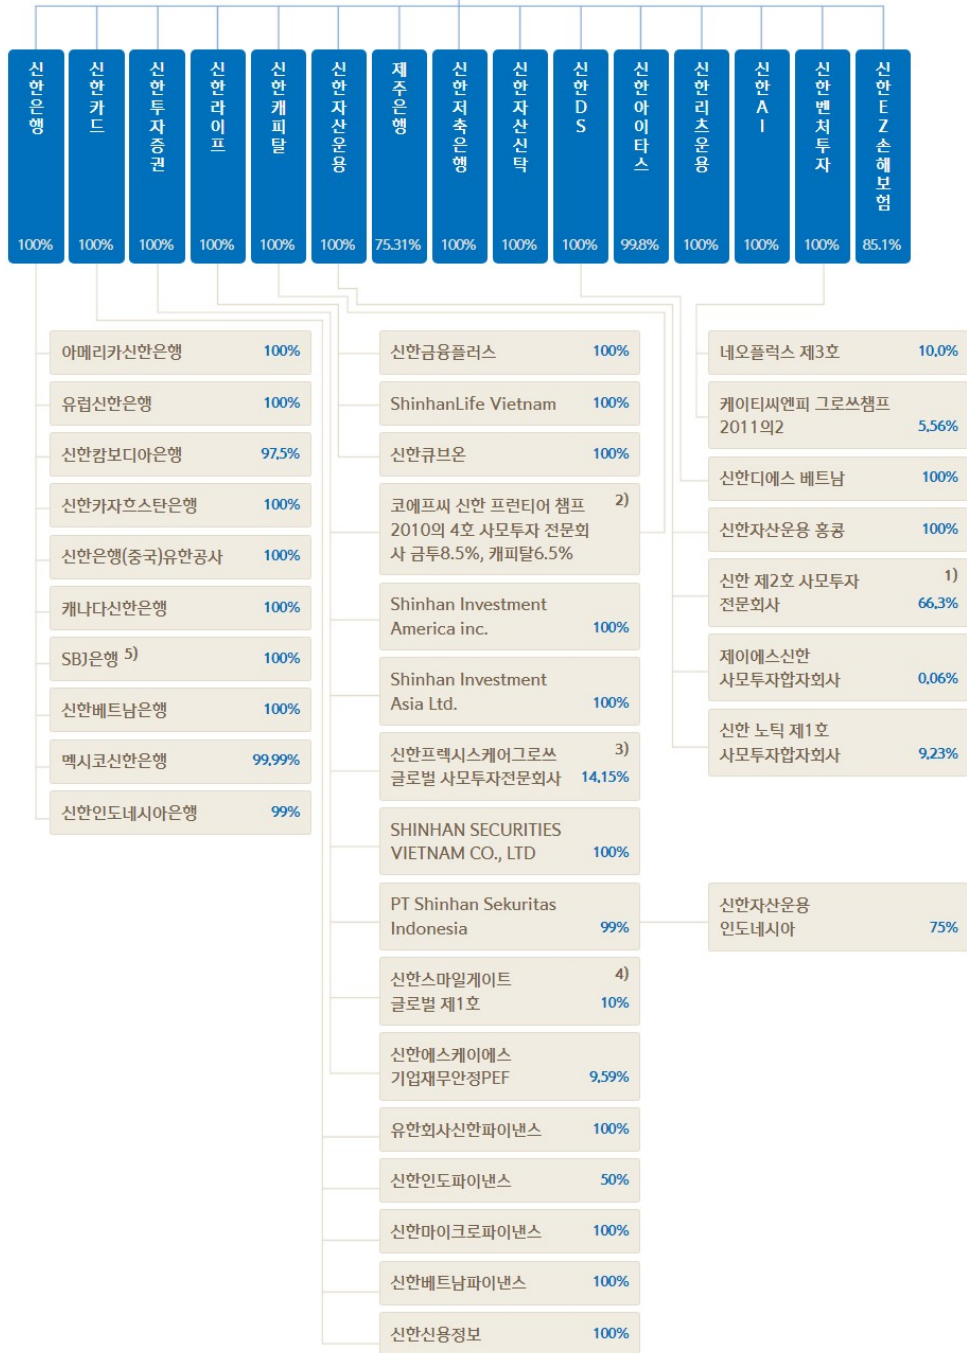 신한은행
100%
신한카드
100%
신한투자증권
100%
신한라이프
100%
신한캐피탈
100%
신한자산운용
100%
제주은행
75.31%
신한저축은행
100%
신한자산신탁
100%
신한DS
100%
신한아이타스
99.8%
신한리츠운용
100%
신한AI
100%
신한벤처투자
100%
신한EZ손해보험
85.1%
아메리카신한은행 100%
유럽신한은행 100%
신한캄보디아은행 97.5%
신한카자흐스탄은행 100%
신한은행(중국)유한공사 100%
캐나다신한은행 100%
SBJ은행 5) 100%
신한베트남은행 100%
멕시코신한은행 99.99%
신한인도네시아은행 99%
신한금융플러스 100%
ShinhanLife Vietnam 100%
신한큐브온 100%
코에프씨 신한 프런티어 챔프 2)
2010의 4호 사모투자 전문회
사 금투8.5%, 캐피탈6.5%
Shinhan Investment
America inc. 100%
Shinhan Investment
Asia Ltd. 100%
신한프렉시스케어그로쓰 3)
글로벌 사모투자전문회사 14.15%
SHINHAN SECURITIES
VIETNAM CO., LTD 100%
PT Shinhan Sekuritas
Indonesia 99%
신한스마일게이트 4)
글로벌 제1호 10%
신한에스케이에스
기업재무안정PEF 9.59%
유한회사신한파이낸스 100%
신한인도파이낸스 50%
신한마이크로파이낸스 100%
신한베트남파이낸스 100%
신한신용정보 100%
네오플럭스 제3호 10.0%
케이티씨엔피 그로쓰챔프
2011의2 5.56%
신한디에스 베트남 100%
신한자산운용 홍콩 100%
신한 제2호 사모투자 1)
전문회사 66.3%
제이에스신한
사모투자합자회사 0.06%
신한 노틱 제1호
사모투자합자회사 9.23%
신한자산운용
인도네시아 75%